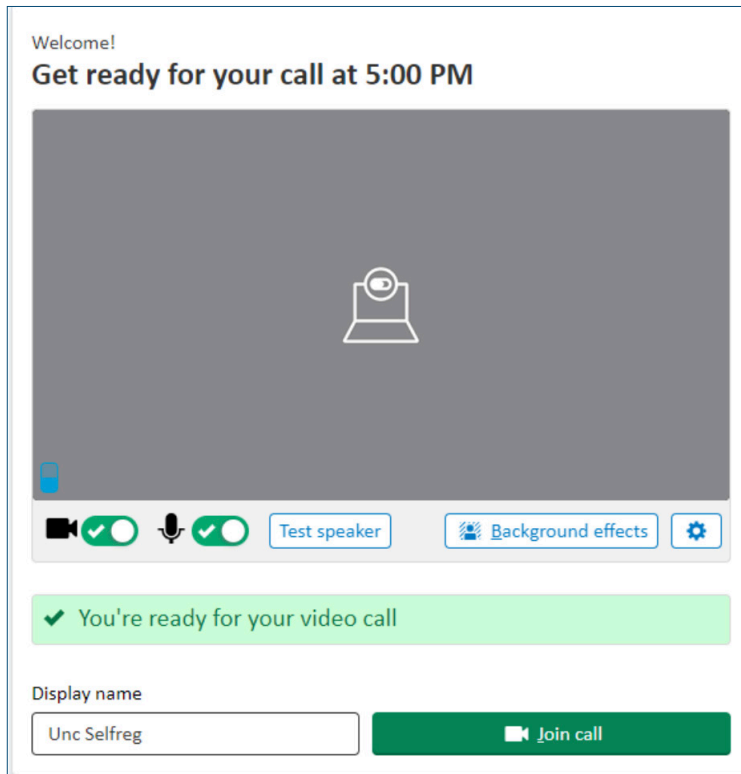 Welcome!
Get ready for your call at 5:00 PM
Test speaker
Background effects
You're ready for your video call
Display name
Unc Selfreg
Join call